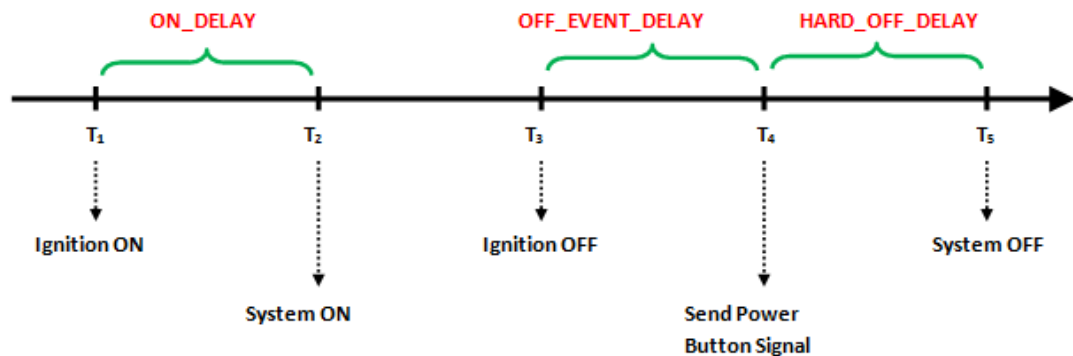 ON_DELAY
OFF_EVENT_DELAY
HARD_OFF_DELAY
T₁
T₂
T₃
T₄
T₅
Ignition ON
Ignition OFF
System OFF
System ON
Send Power
Button Signal